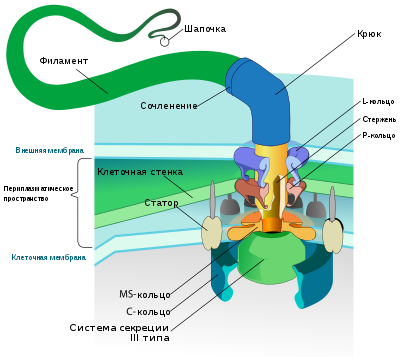 Шапочка
Крюк
Филамент
Сочленение
L-кольцо
Стержень
P-кольцо
Внешняя мембрана
Клеточная стенка
Периплазматическое
пространство
Статор
Клеточная мембрана
MS-кольцо
C-кольцо
Система секреции
III типа